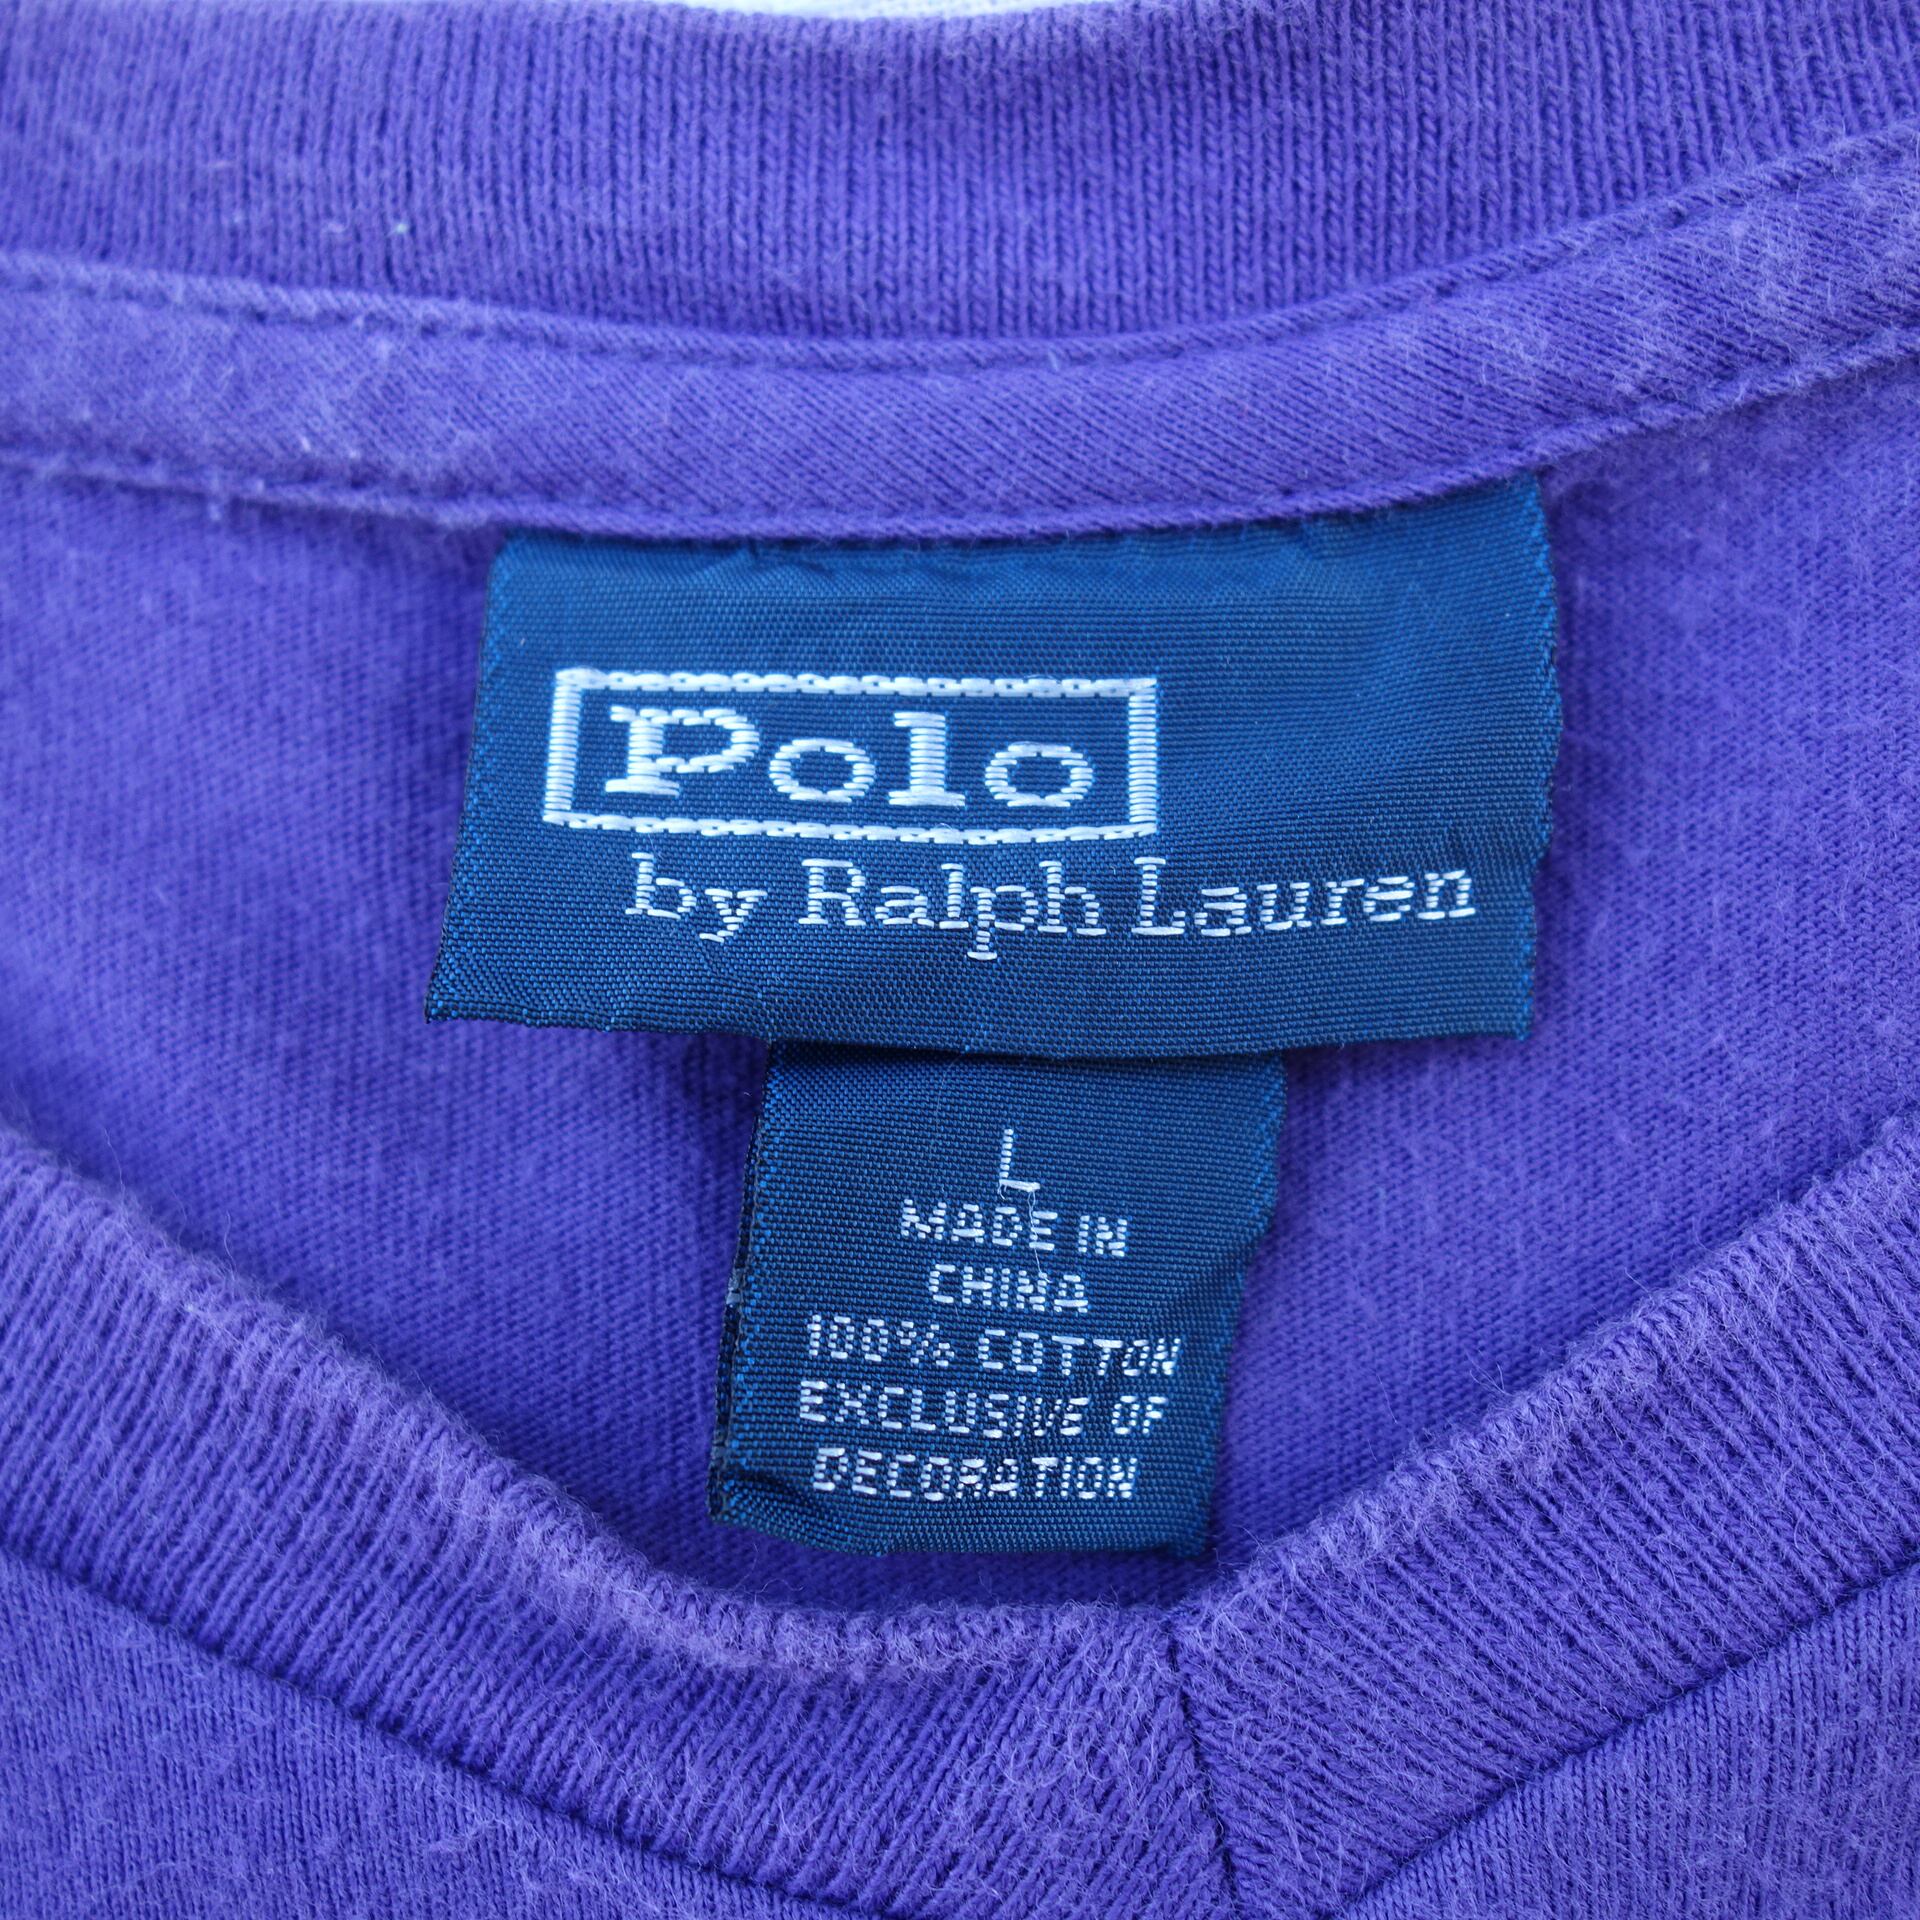 Polo
by Ralph Lauren
L
MADE IN
CHINA
100% COTTON
EXCLUSIVE OF
DECORATION